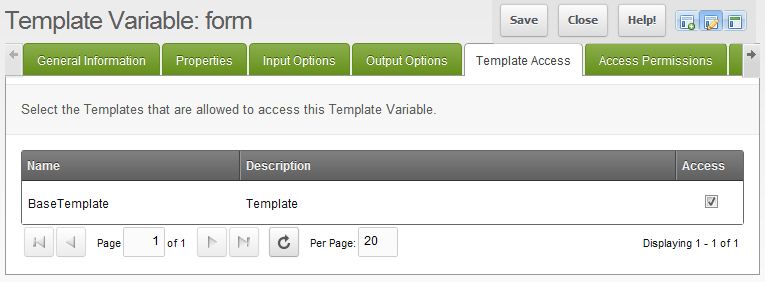 Template Variable: form
Save Close Help!
General Information Properties Input Options Output Options Template Access Access Permissions
Select the Templates that are allowed to access this Template Variable.
Name Description Access
BaseTemplate Template
Page 1 of 1 Per Page: 20 Displaying 1 - 1 of 1